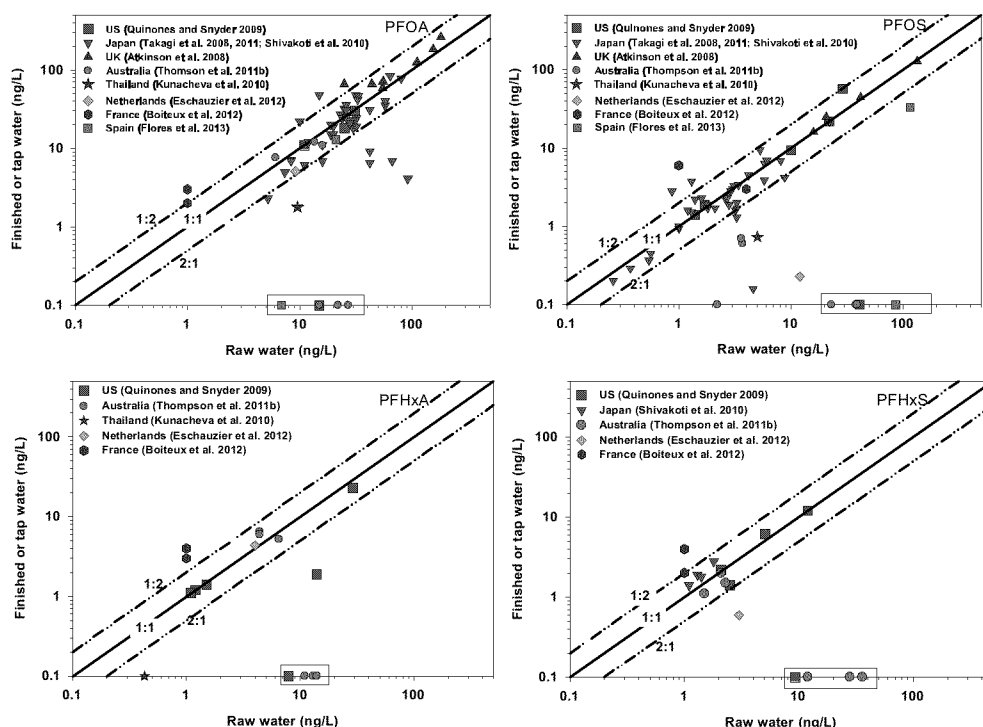 PFOA
US (Quinones and Snyder 2009)
Japan (Takagi et al. 2008, 2011; Shivakoti et al. 2010)
UK (Atkinson et al. 2008)
Australia (Thomson et al. 2011b)
Thailand (Kunacheva et al. 2010)
Netherlands (Eschauzier et al. 2012)
France (Boiteux et al. 2012)
Spain (Flores et al. 2013)
Finished or tap water (ng/L)
100
10
1
0.1
1:2
1:1
2:1
0.1 1 10 100
Raw water (ng/L)
PFOS
US (Quinones and Snyder 2009)
Japan (Takagi et al. 2008, 2011; Shivakoti et al. 2010)
UK (Atkinson et al. 2008)
Australia (Thompson et al. 2011b)
Thailand (Kunacheva et al. 2010)
Netherlands (Eschauzier et al. 2012)
France (Boiteux et al. 2012)
Spain (Flores et al. 2013)
Finished or tap water (ng/L)
100
10
1
0.1
1:2
1:1
2:1
0.1 1 10 100
Raw water (ng/L)
PFHxA
US (Quinones and Snyder 2009)
Australia (Thompson et al. 2011b)
Thailand (Kunacheva et al. 2010)
Netherlands (Eschauzier et al. 2012)
France (Boiteux et al. 2012)
Finished or tap water (ng/L)
100
10
1
0.1
1:2
1:1
2:1
0.1 1 10 100
Raw water (ng/L)
PFHxS
US (Quinones and Snyder 2009)
Japan (Shivakoti et al. 2010)
Australia (Thompson et al. 2011b)
Netherlands (Eschauzier et al. 2012)
France (Boiteux et al. 2012)
Finished or tap water (ng/L)
100
10
1
0.1
1:2
1:1
2:1
0.1 1 10 100
Raw water (ng/L)